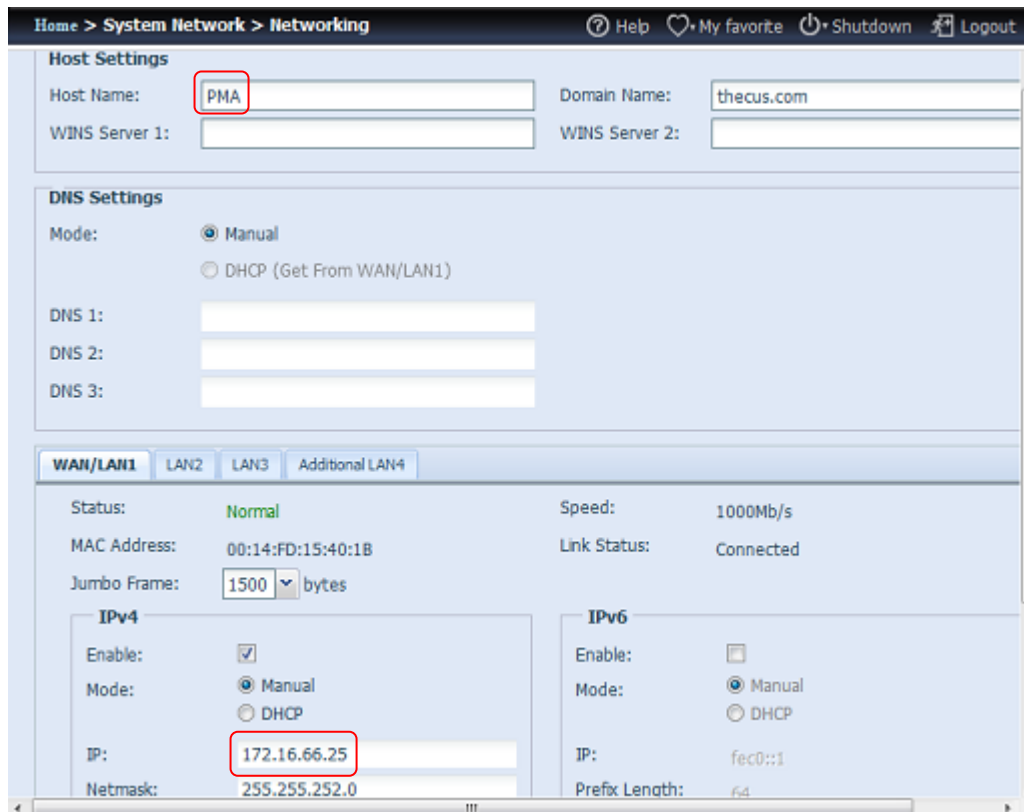 Home > System Network > Networking Help My favorite Shutdown Logout
Host Settings
Host Name: PMA Domain Name: thecus.com
WINS Server 1: WINS Server 2:
DNS Settings
Mode: Manual
DHCP (Get From WAN/LAN1)
DNS 1:
DNS 2:
DNS 3:
WAN/LAN1 LAN2 LAN3 Additional LAN4
Status: Normal Speed: 1000Mb/s
MAC Address: 00:14:FD:15:40:1B Link Status: Connected
Jumbo Frame: 1500 bytes
IPv4 IPv6
Enable: Enable:
Mode: Manual Mode: Manual
DHCP DHCP
IP: 172.16.66.25 IP: fec0::1
Netmask: 255.255.252.0 Prefix Length: 64